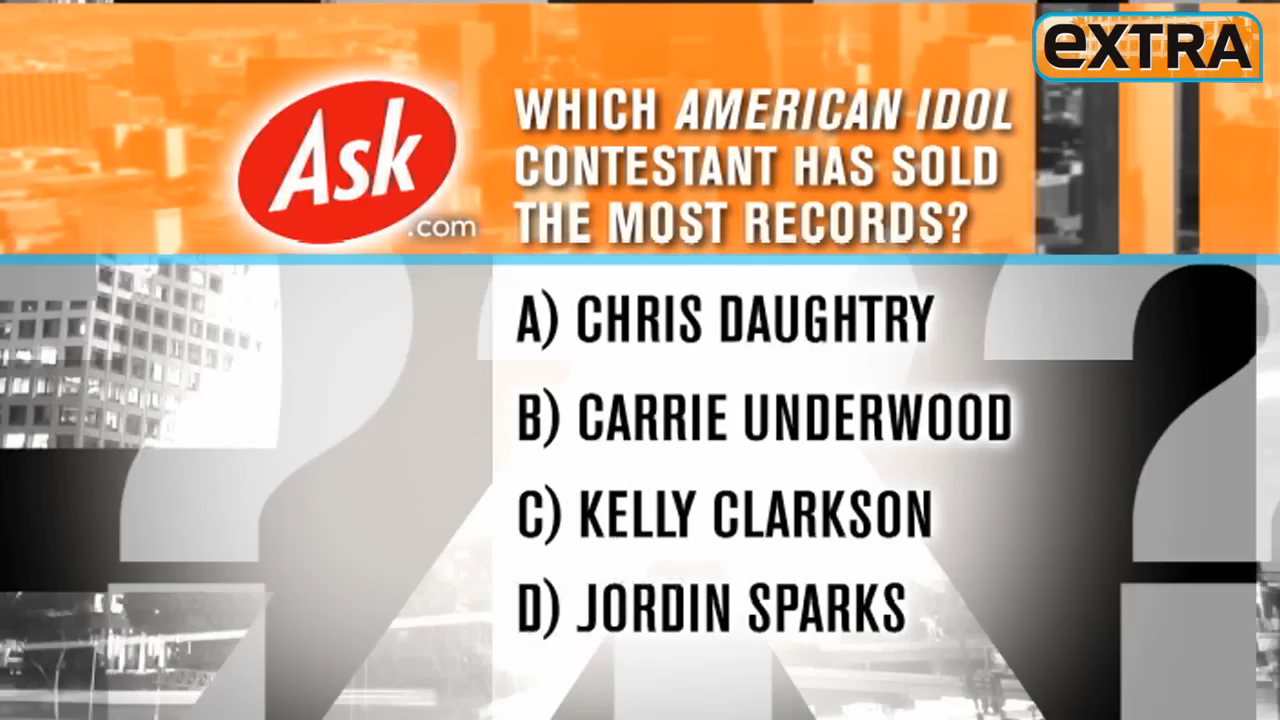 eXTRA
Ask
.com
WHICH AMERICAN IDOL
CONTESTANT HAS SOLD
THE MOST RECORDS?
A) CHRIS DAUGHTRY
B) CARRIE UNDERWOOD
C) KELLY CLARKSON
D) JORDIN SPARKS